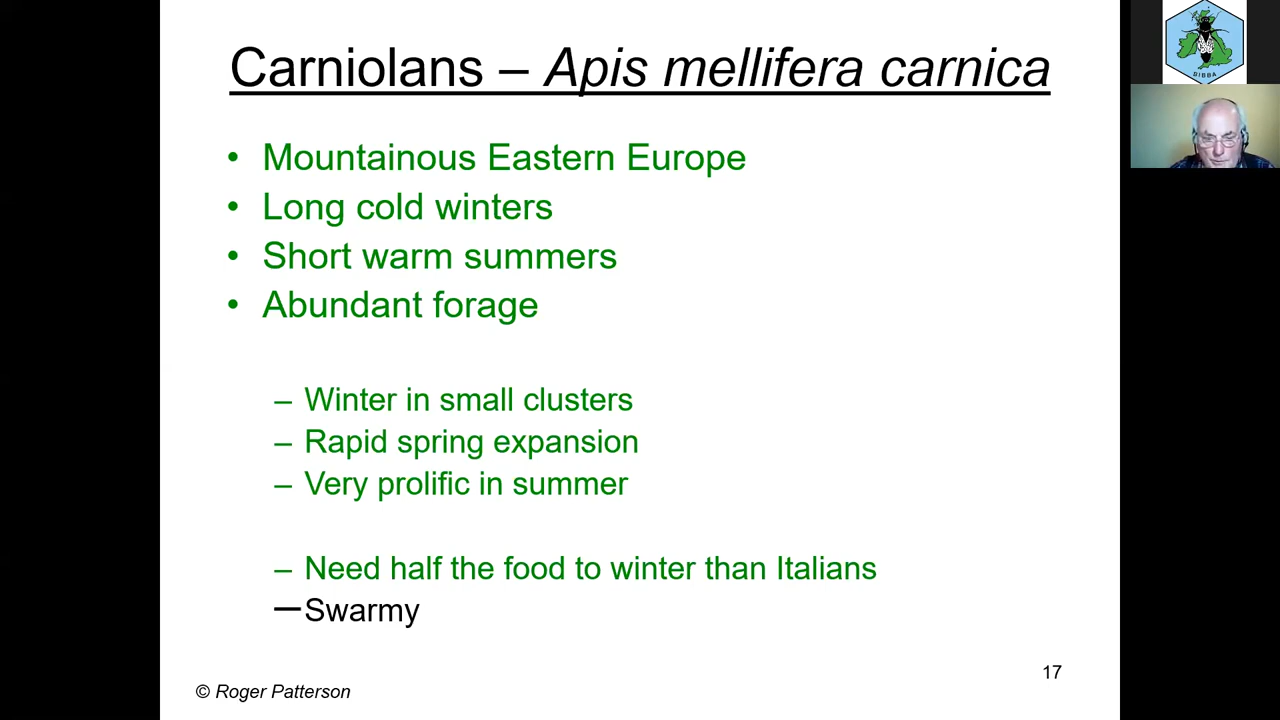 Carniolans – Apis mellifera carnica
• Mountainous Eastern Europe
• Long cold winters
• Short warm summers
• Abundant forage
– Winter in small clusters
– Rapid spring expansion
– Very prolific in summer
– Need half the food to winter than Italians
– Swarmy
17
© Roger Patterson
BIBBA